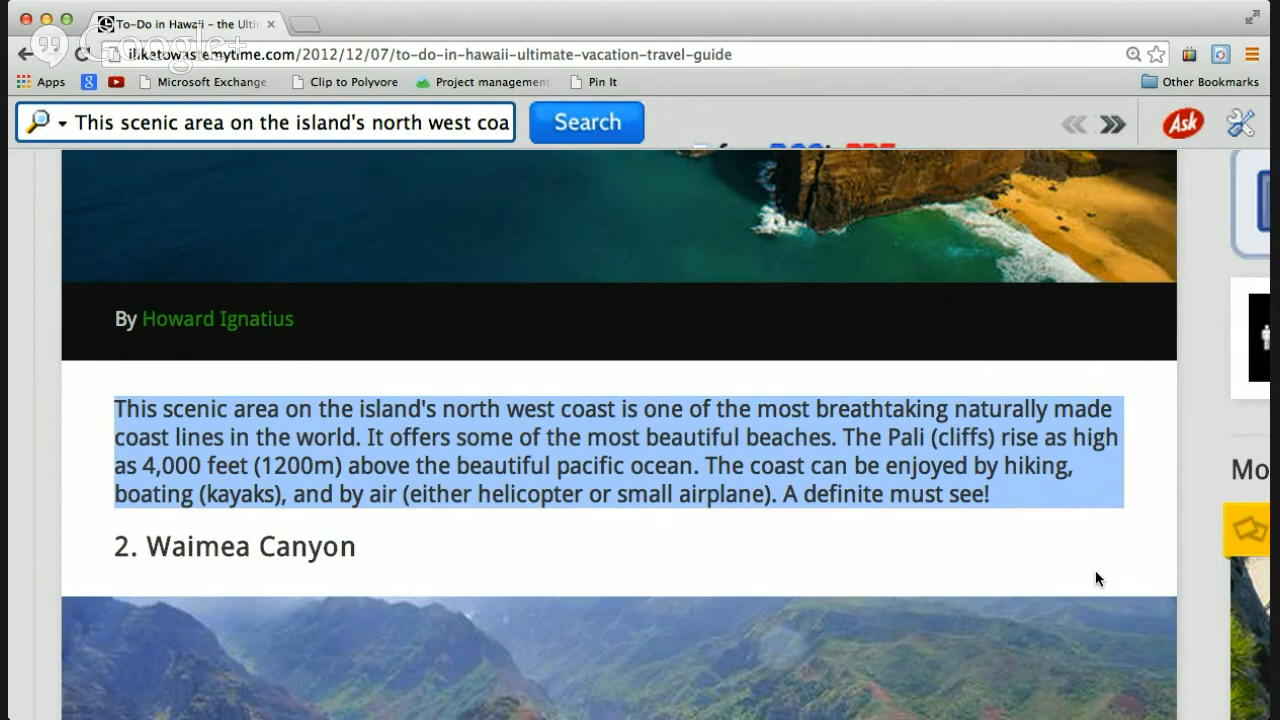 To-Do in Hawaii - the Ulti
Google+
iliketowastemytime.com/2012/12/07/to-do-in-hawaii-ultimate-vacation-travel-guide
Apps Microsoft Exchange Clip to Polyvore Project management Pin It Other Bookmarks
This scenic area on the island's north west coa Search Ask
By Howard Ignatius
This scenic area on the island's north west coast is one of the most breathtaking naturally made
coast lines in the world. It offers some of the most beautiful beaches. The Pali (cliffs) rise as high
as 4,000 feet (1200m) above the beautiful pacific ocean. The coast can be enjoyed by hiking,
boating (kayaks), and by air (either helicopter or small airplane). A definite must see!
Mo
2. Waimea Canyon